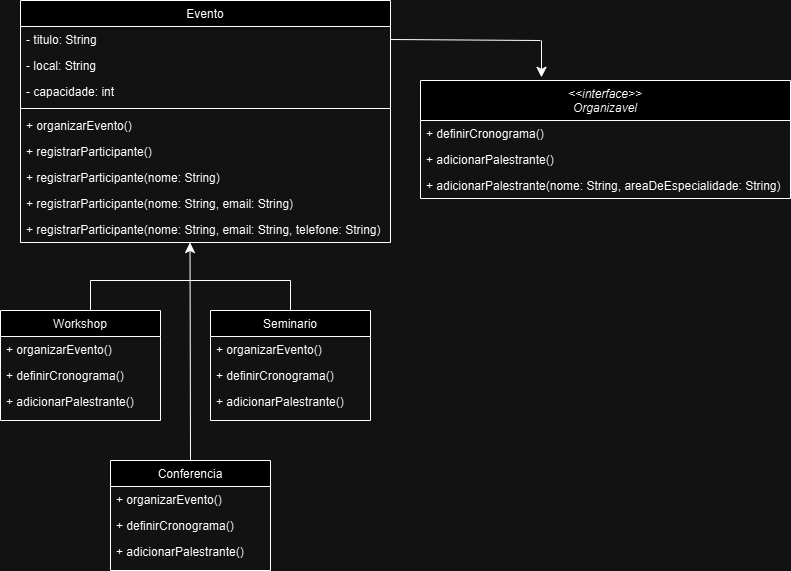 Evento
- titulo: String
- local: String
- capacidade: int
+ organizarEvento()
+ registrarParticipante()
+ registrarParticipante(nome: String)
+ registrarParticipante(nome: String, email: String)
+ registrarParticipante(nome: String, email: String, telefone: String)
<<interface>>
Organizavel
+ definirCronograma()
+ adicionarPalestrante()
+ adicionarPalestrante(nome: String, areaDeEspecialidade: String)
Workshop
+ organizarEvento()
+ definirCronograma()
+ adicionarPalestrante()
Seminario
+ organizarEvento()
+ definirCronograma()
+ adicionarPalestrante()
Conferencia
+ organizarEvento()
+ definirCronograma()
+ adicionarPalestrante()